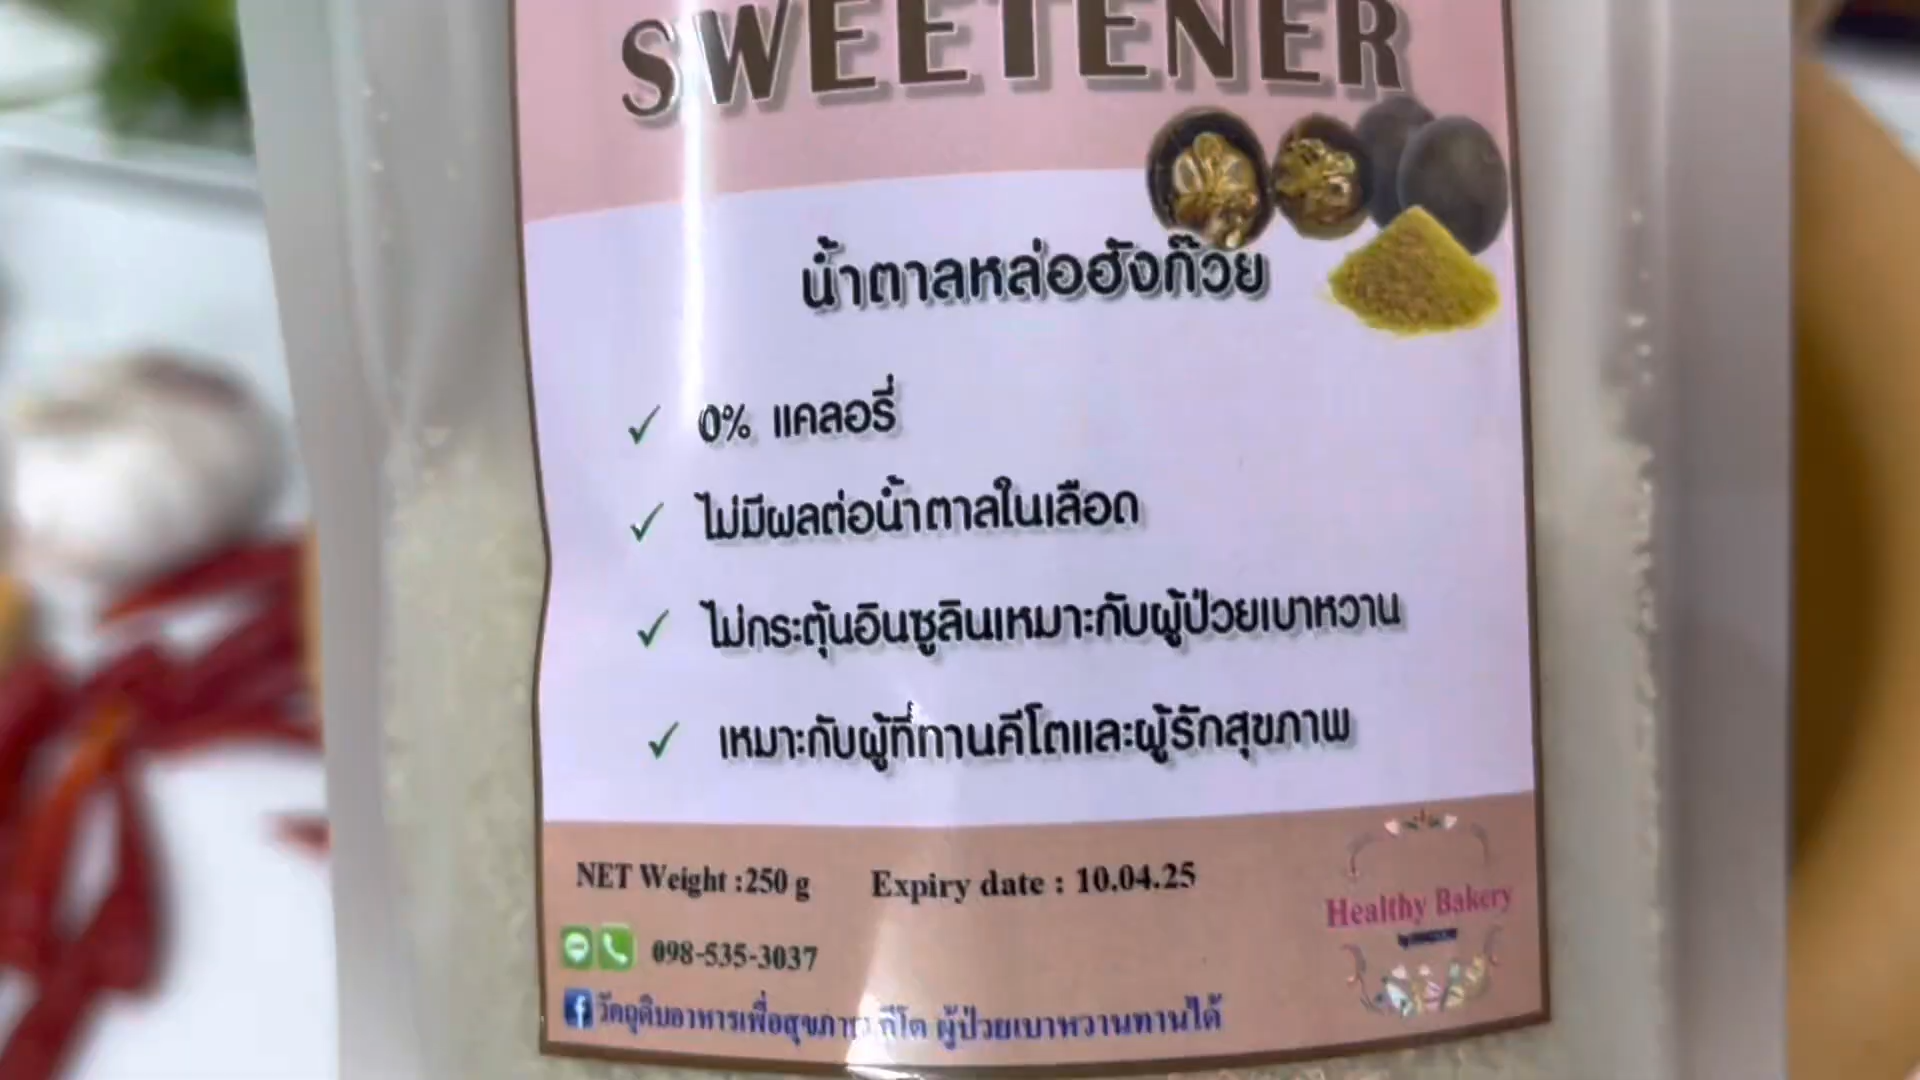 SWEETENER
น้ำตาลหล่อฮังก๊วย
✓ 0% แคลอรี่
✓ ไม่มีผลต่อน้ำตาลในเลือด
✓ ไม่กระตุ้นอินซูลินเหมาะกับผู้ป่วยเบาหวาน
✓ เหมาะกับผู้ที่ทานคีโตและผู้รักสุขภาพ
NET Weight :250 g Expiry date : 10.04.25
Healthy Bakery
098-535-3037
วัตถุดิบอาหารเพื่อสุขภาพ คีโต ผู้ป่วยเบาหวานทานได้